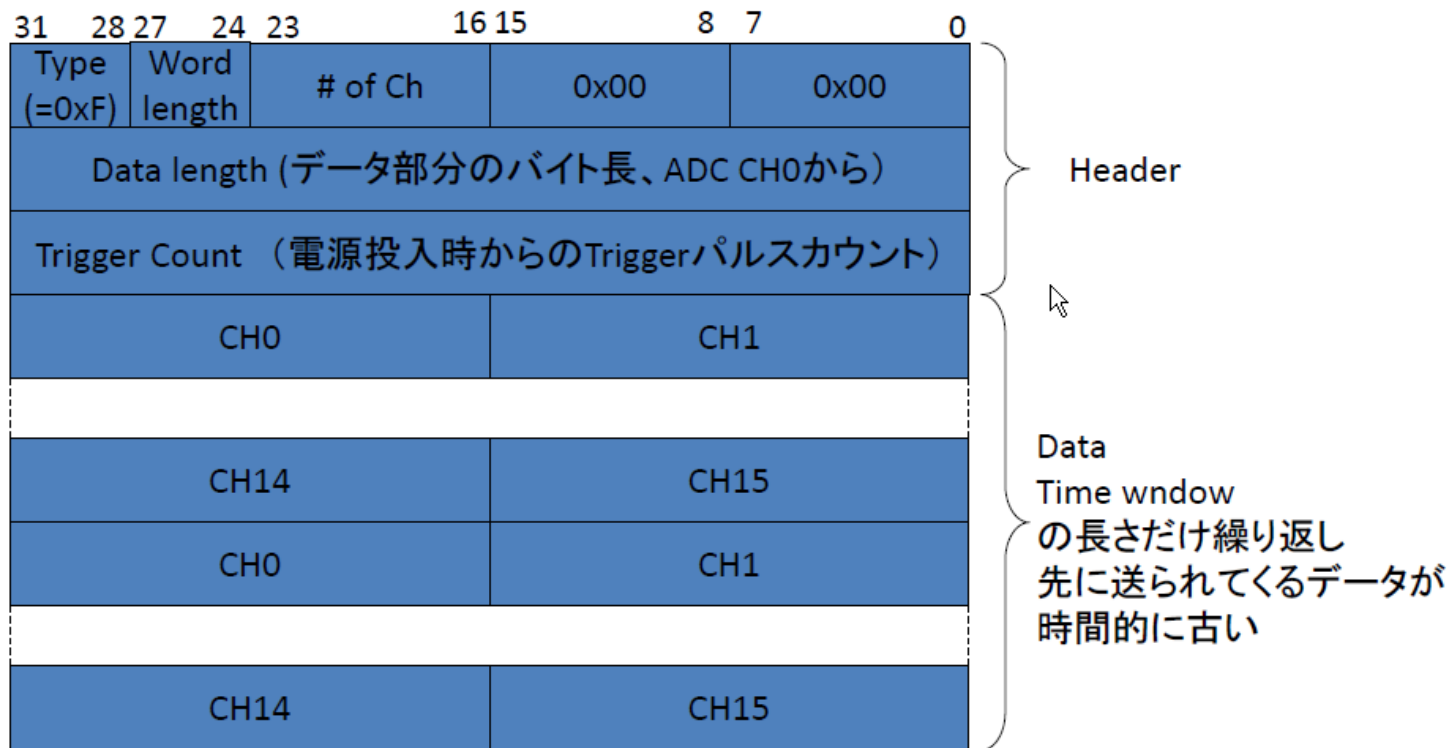 31 28 27 24 23 16 15 8 7 0
Type (=0xF) Word length # of Ch 0x00 0x00
Data length (データ部分のバイト長、ADC CH0から)
Trigger Count （電源投入時からのTriggerパルスカウント）
Header
CH0 CH1
CH14 CH15
CH0 CH1
CH14 CH15
Data
Time wndow
の長さだけ繰り返し
先に送られてくるデータが
時間的に古い